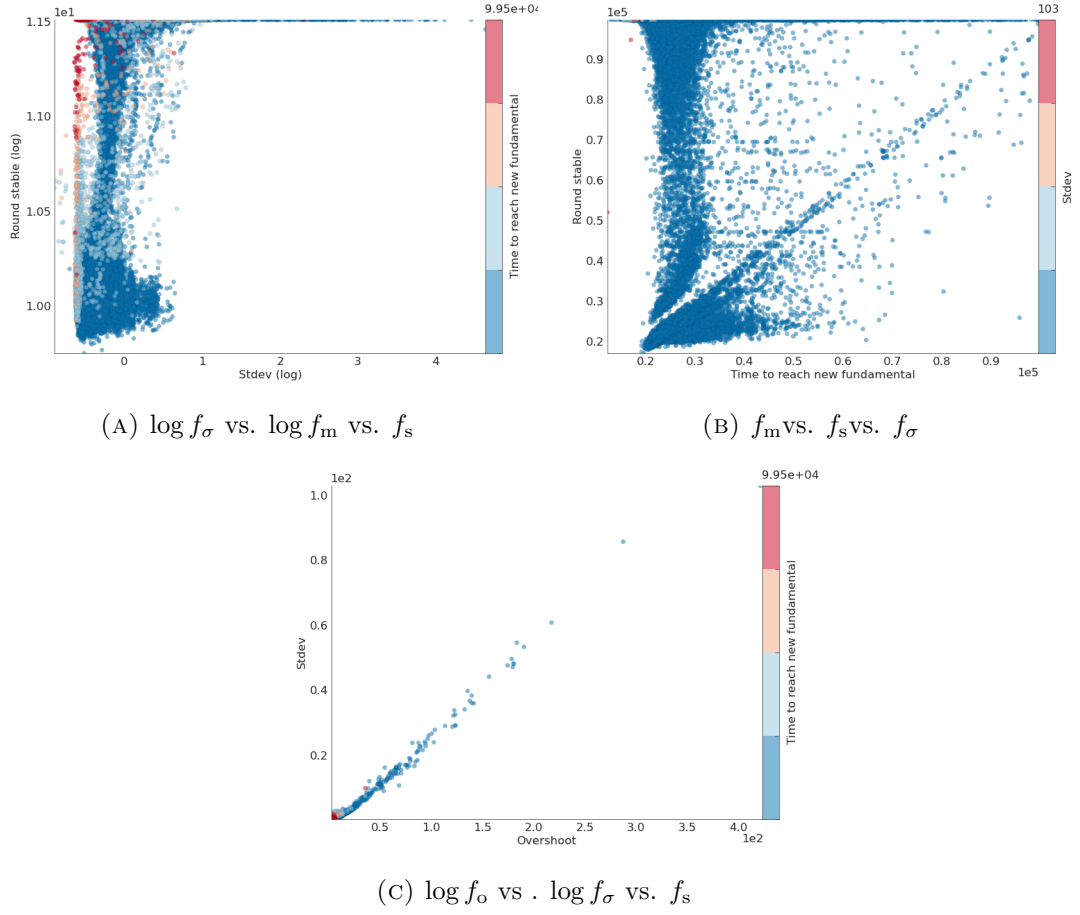 1e1
9.95e+04
1.15
1.10
1.05
1.00
Round stable (log)
Time to reach new fundamental
0 1 2 3 4
Stdev (log)
(A) log f_σ vs. log f_m vs. f_s
1e5
103
0.9
0.8
0.7
0.6
0.5
0.4
0.3
0.2
Round stable
Stdev
0.2 0.3 0.4 0.5 0.6 0.7 0.8 0.9
Time to reach new fundamental
1e5
(B) f_m vs. f_s vs. f_σ
1e2
9.95e+04
1.0
0.8
0.6
0.4
0.2
Stdev
Time to reach new fundamental
0.5 1.0 1.5 2.0 2.5 3.0 3.5 4.0
Overshoot
1e2
(C) log f_o vs . log f_σ vs. f_s